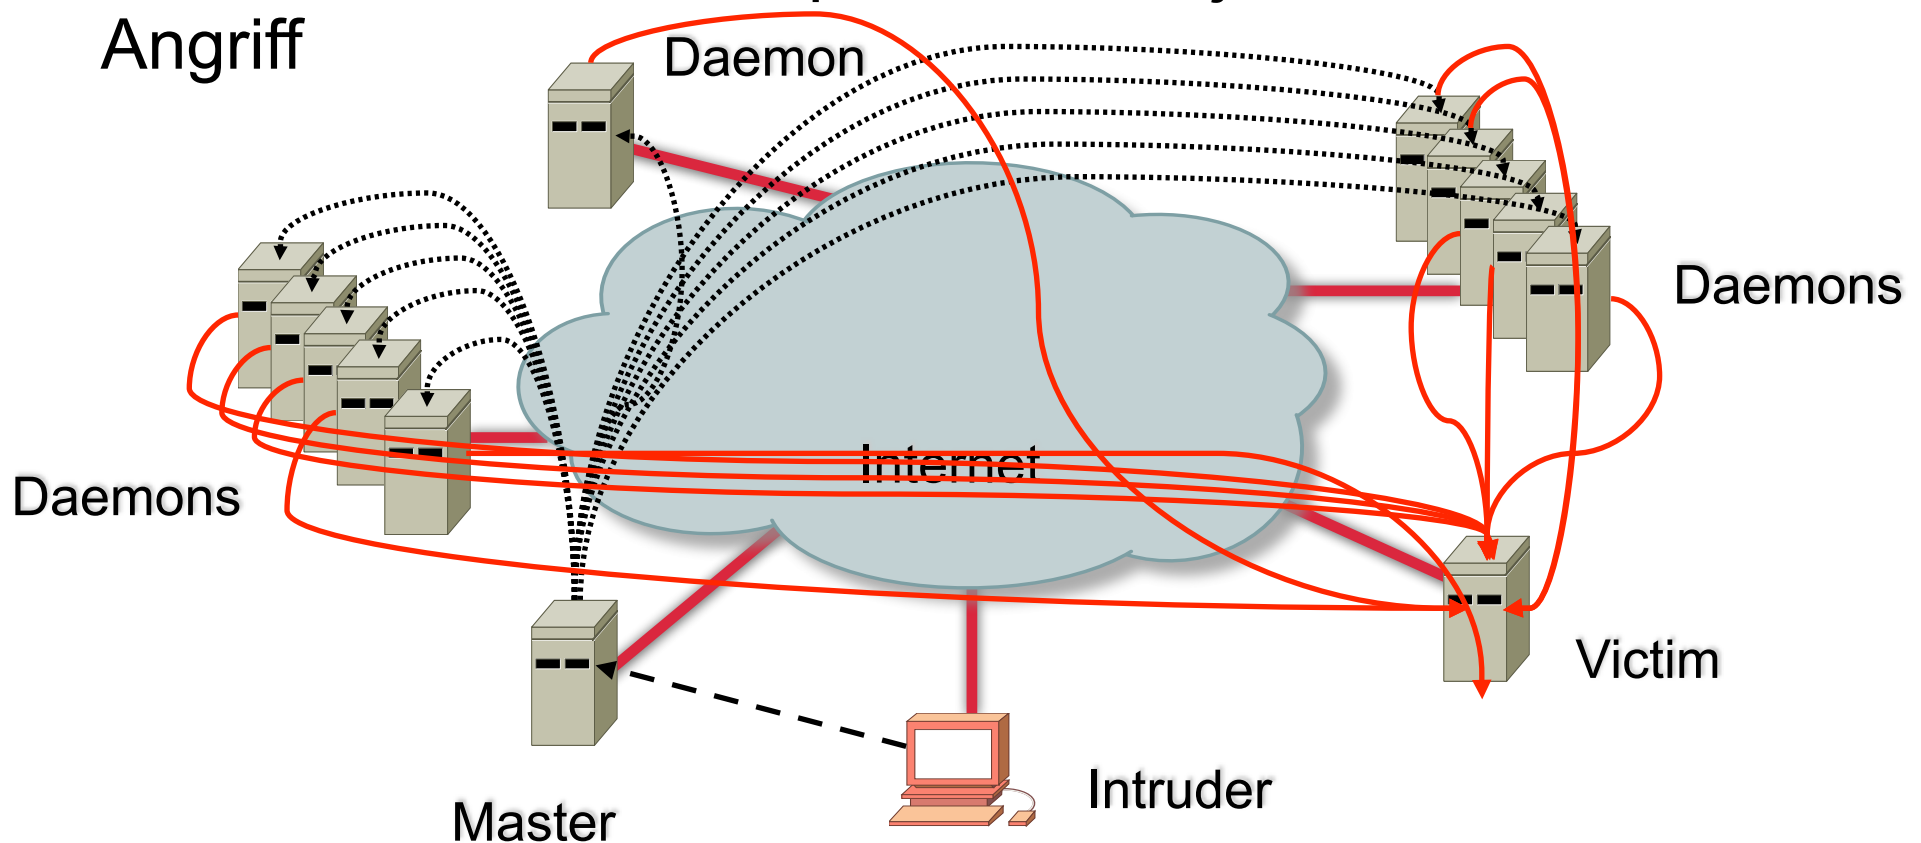 Angriff
Daemon
Daemons
Internet
Daemons
Victim
Intruder
Master